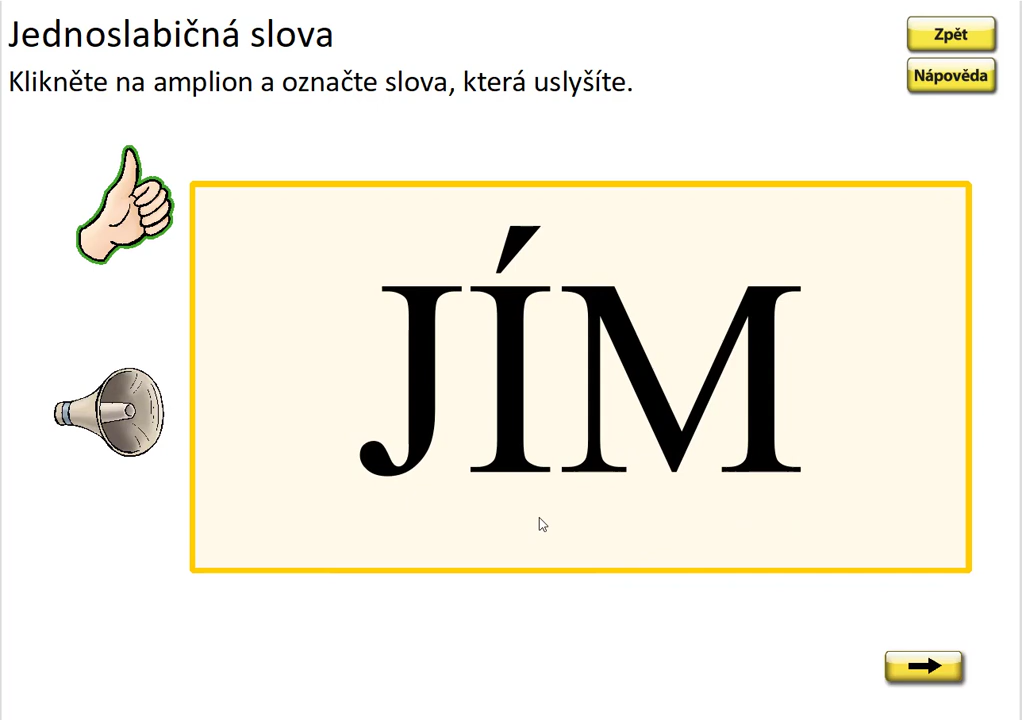 Jednoslabičná slova
Zpět
Klikněte na amplion a označte slova, která uslyšíte.
Nápověda
JÍM